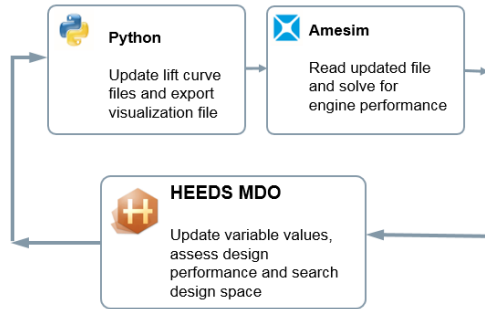 Python
Update lift curve
files and export
visualization file
Amesim
Read updated file
and solve for
engine performance
HEEDS MDO
Update variable values,
assess design
performance and search
design space